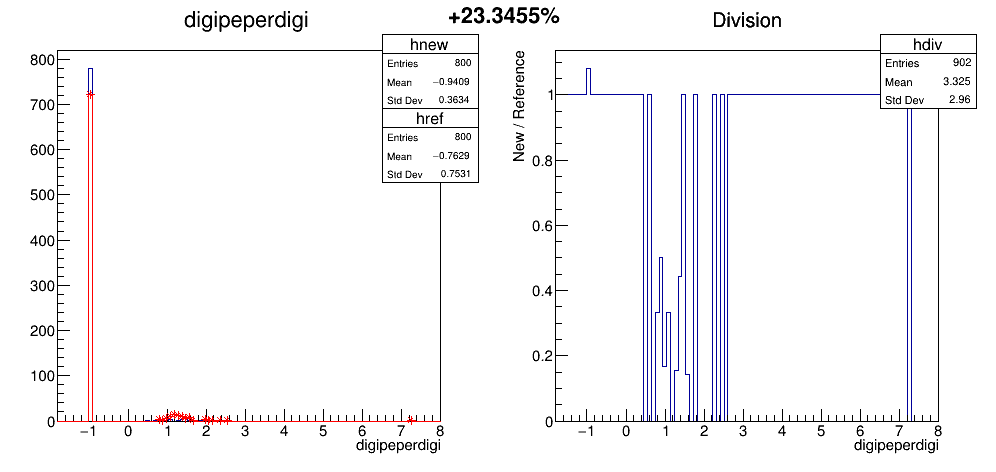 +23.3455%
digipeperdigi
hnew
Entries 800
Mean −0.9409
Std Dev 0.3634
href
Entries 800
Mean −0.7629
Std Dev 0.7531
800
700
600
500
400
300
200
100
0
−1 0 1 2 3 4 5 6 7 8
digipeperdigi
Division
hdiv
Entries 902
Mean 3.325
Std Dev 2.96
New / Reference
1
0.8
0.6
0.4
0.2
0
−1 0 1 2 3 4 5 6 7 8
digipeperdigi